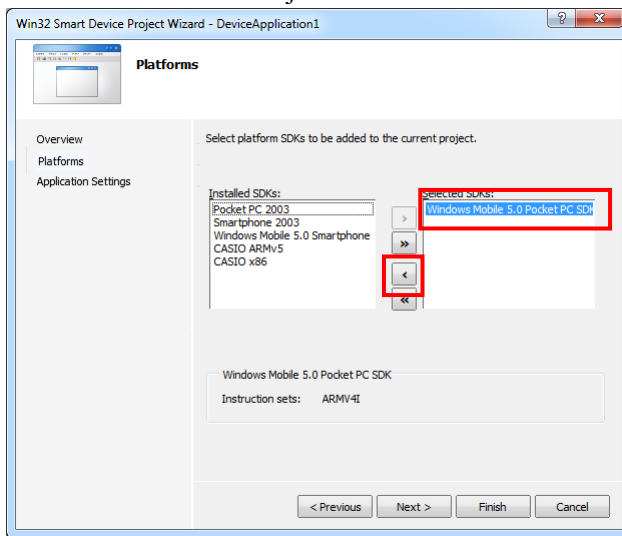 Win32 Smart Device Project Wizard - DeviceApplication1
Platforms
Overview
Platforms
Application Settings
Select platform SDKs to be added to the current project.
Installed SDKs:
Pocket PC 2003
Smartphone 2003
Windows Mobile 5.0 Smartphone
CASIO ARMv5
CASIO x86
>
»
<
«
Selected SDKs:
Windows Mobile 5.0 Pocket PC SDK
Windows Mobile 5.0 Pocket PC SDK
Instruction sets: ARMV4I
< Previous
Next >
Finish
Cancel